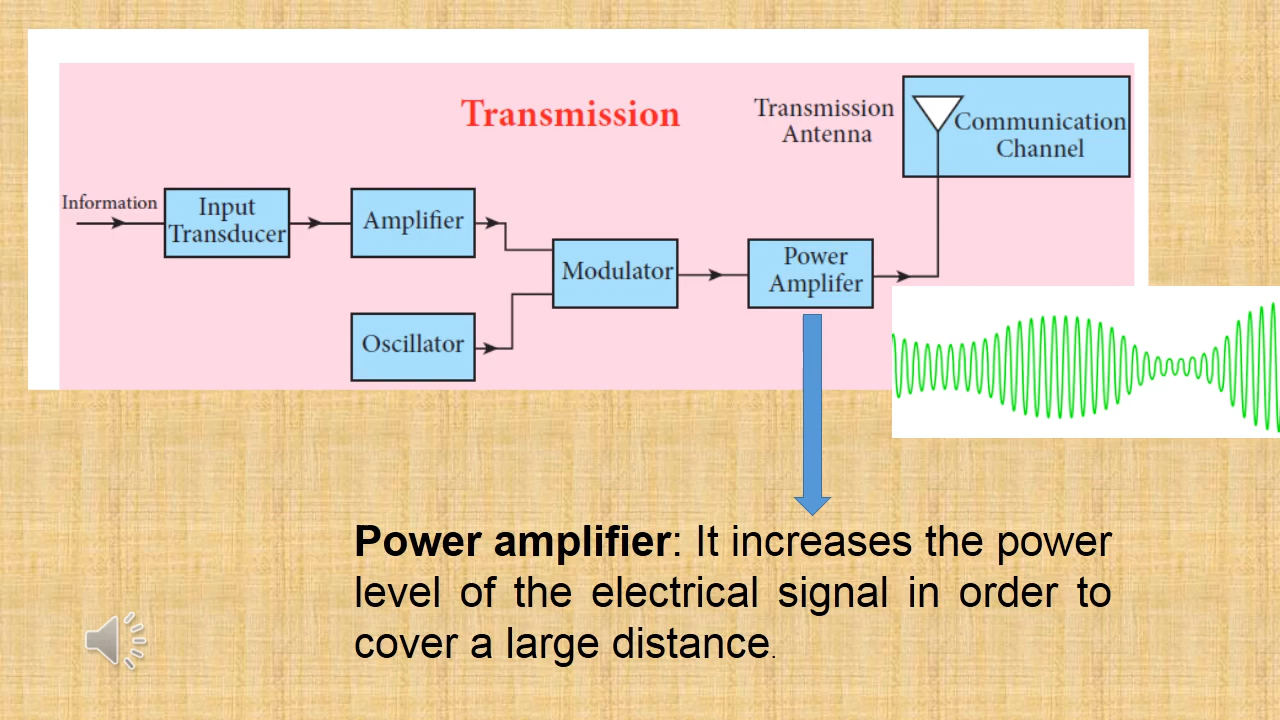 Transmission
Transmission
Antenna
Communication
Channel
Information
Input
Transducer
Amplifier
Modulator
Power
Amplifer
Oscillator
Power amplifier: It increases the power
level of the electrical signal in order to
cover a large distance.